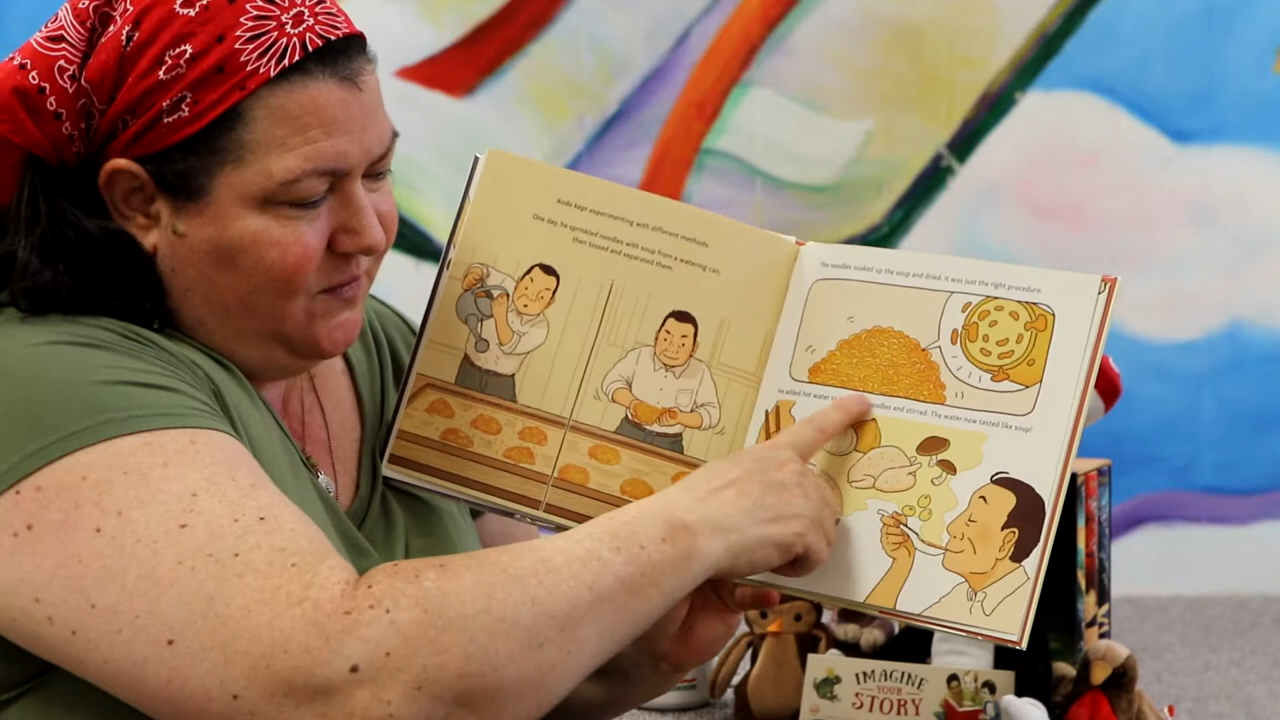 Ando kept experimenting with different methods.
One day, he sprinkled noodles with soup from a watering can,
then tossed and separated them.
The noodles soaked up the soup and dried. It was just the right procedure.
He added hot water to noodles and stirred. The water now tasted like soup!
IMAGINE
YOUR
STORY